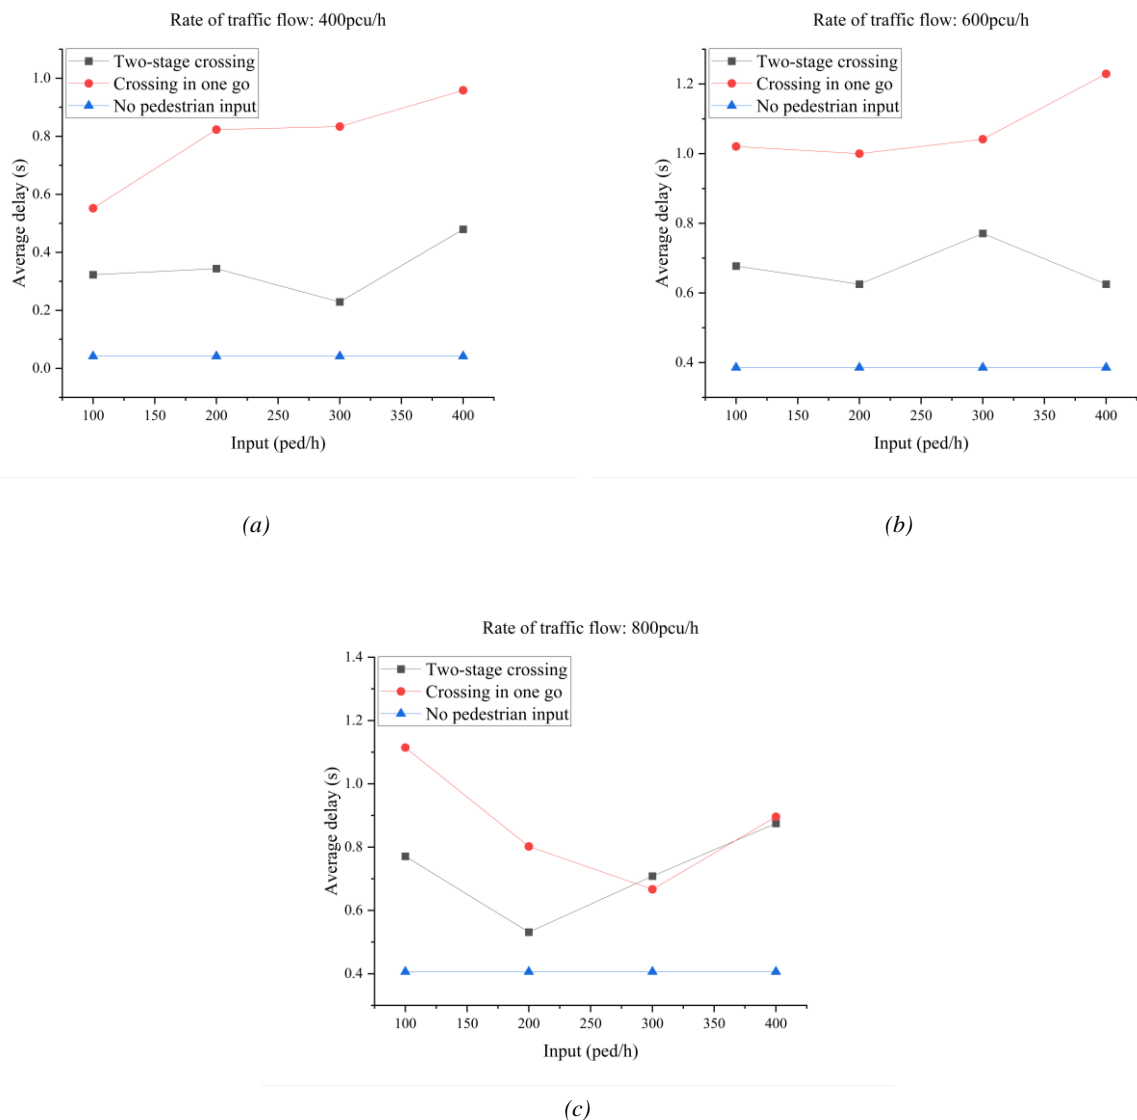 Rate of traffic flow: 400pcu/h
Two-stage crossing
Crossing in one go
No pedestrian input
1.0
0.8
0.6
0.4
0.2
0.0
Average delay (s)
100 150 200 250 300 350 400
Input (ped/h)
(a)
Rate of traffic flow: 600pcu/h
Two-stage crossing
Crossing in one go
No pedestrian input
1.2
1.0
0.8
0.6
0.4
Average delay (s)
100 150 200 250 300 350 400
Input (ped/h)
(b)
Rate of traffic flow: 800pcu/h
Two-stage crossing
Crossing in one go
No pedestrian input
1.4
1.2
1.0
0.8
0.6
0.4
Average delay (s)
100 150 200 250 300 350 400
Input (ped/h)
(c)